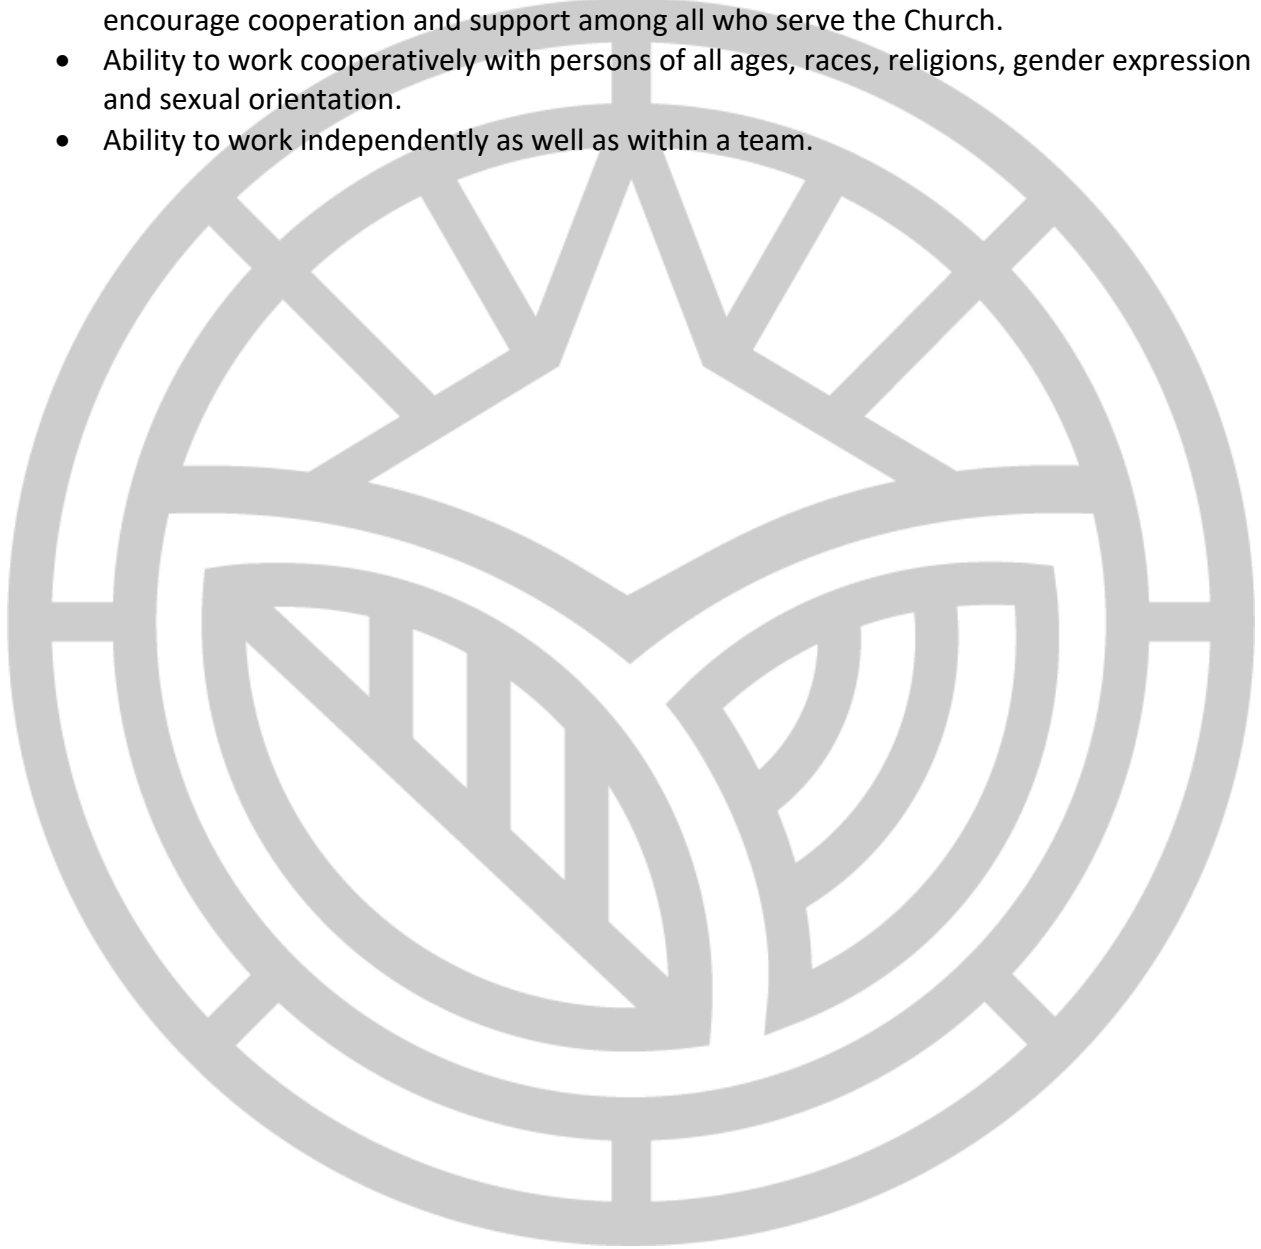 encourage cooperation and support among all who serve the Church.
• Ability to work cooperatively with persons of all ages, races, religions, gender expression
and sexual orientation.
• Ability to work independently as well as within a team.